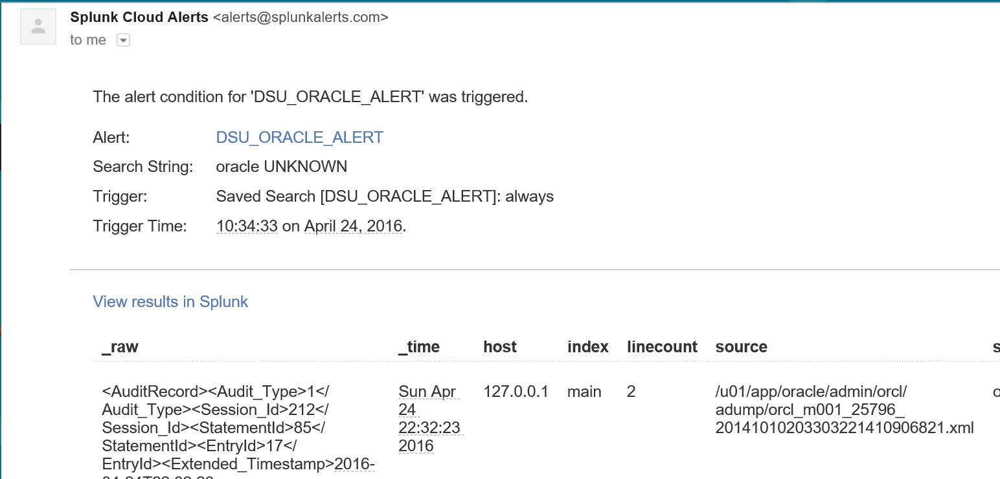 Splunk Cloud Alerts <alerts@splunkalerts.com>
to me
The alert condition for 'DSU_ORACLE_ALERT' was triggered.
Alert: DSU_ORACLE_ALERT
Search String: oracle UNKNOWN
Trigger: Saved Search [DSU_ORACLE_ALERT]: always
Trigger Time: 10:34:33 on April 24, 2016.
View results in Splunk
_raw _time host index linecount source
<AuditRecord><Audit_Type>1</ Sun Apr 127.0.0.1 main 2 /u01/app/oracle/admin/orcl/
Audit_Type><Session_Id>212</ 24 adump/orcl_m001_25796_
Session_Id><StatementId>85</ 22:32:23 20141010203303221410906821.xml
StatementId><EntryId>17</ 2016
EntryId><Extended_Timestamp>2016-